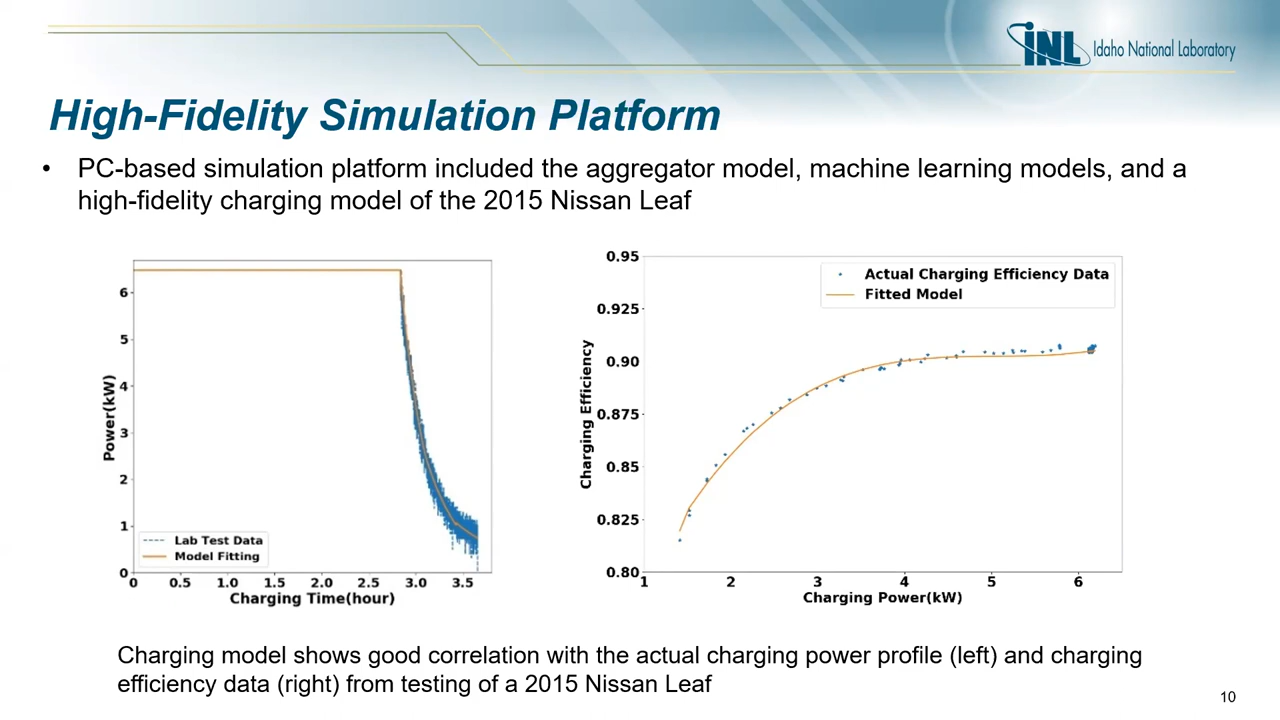 iNL Idaho National Laboratory
High-Fidelity Simulation Platform
• PC-based simulation platform included the aggregator model, machine learning models, and a
high-fidelity charging model of the 2015 Nissan Leaf
6
5
4
3
2
1
0
Power(kW)
Lab Test Data
Model Fitting
0 0.5 1.0 1.5 2.0 2.5 3.0 3.5
Charging Time(hour)
0.95
0.925
0.90
0.875
0.85
0.825
0.80
Charging Efficiency
Actual Charging Efficiency Data
Fitted Model
1 2 3 4 5 6
Charging Power(kW)
Charging model shows good correlation with the actual charging power profile (left) and charging
efficiency data (right) from testing of a 2015 Nissan Leaf
10